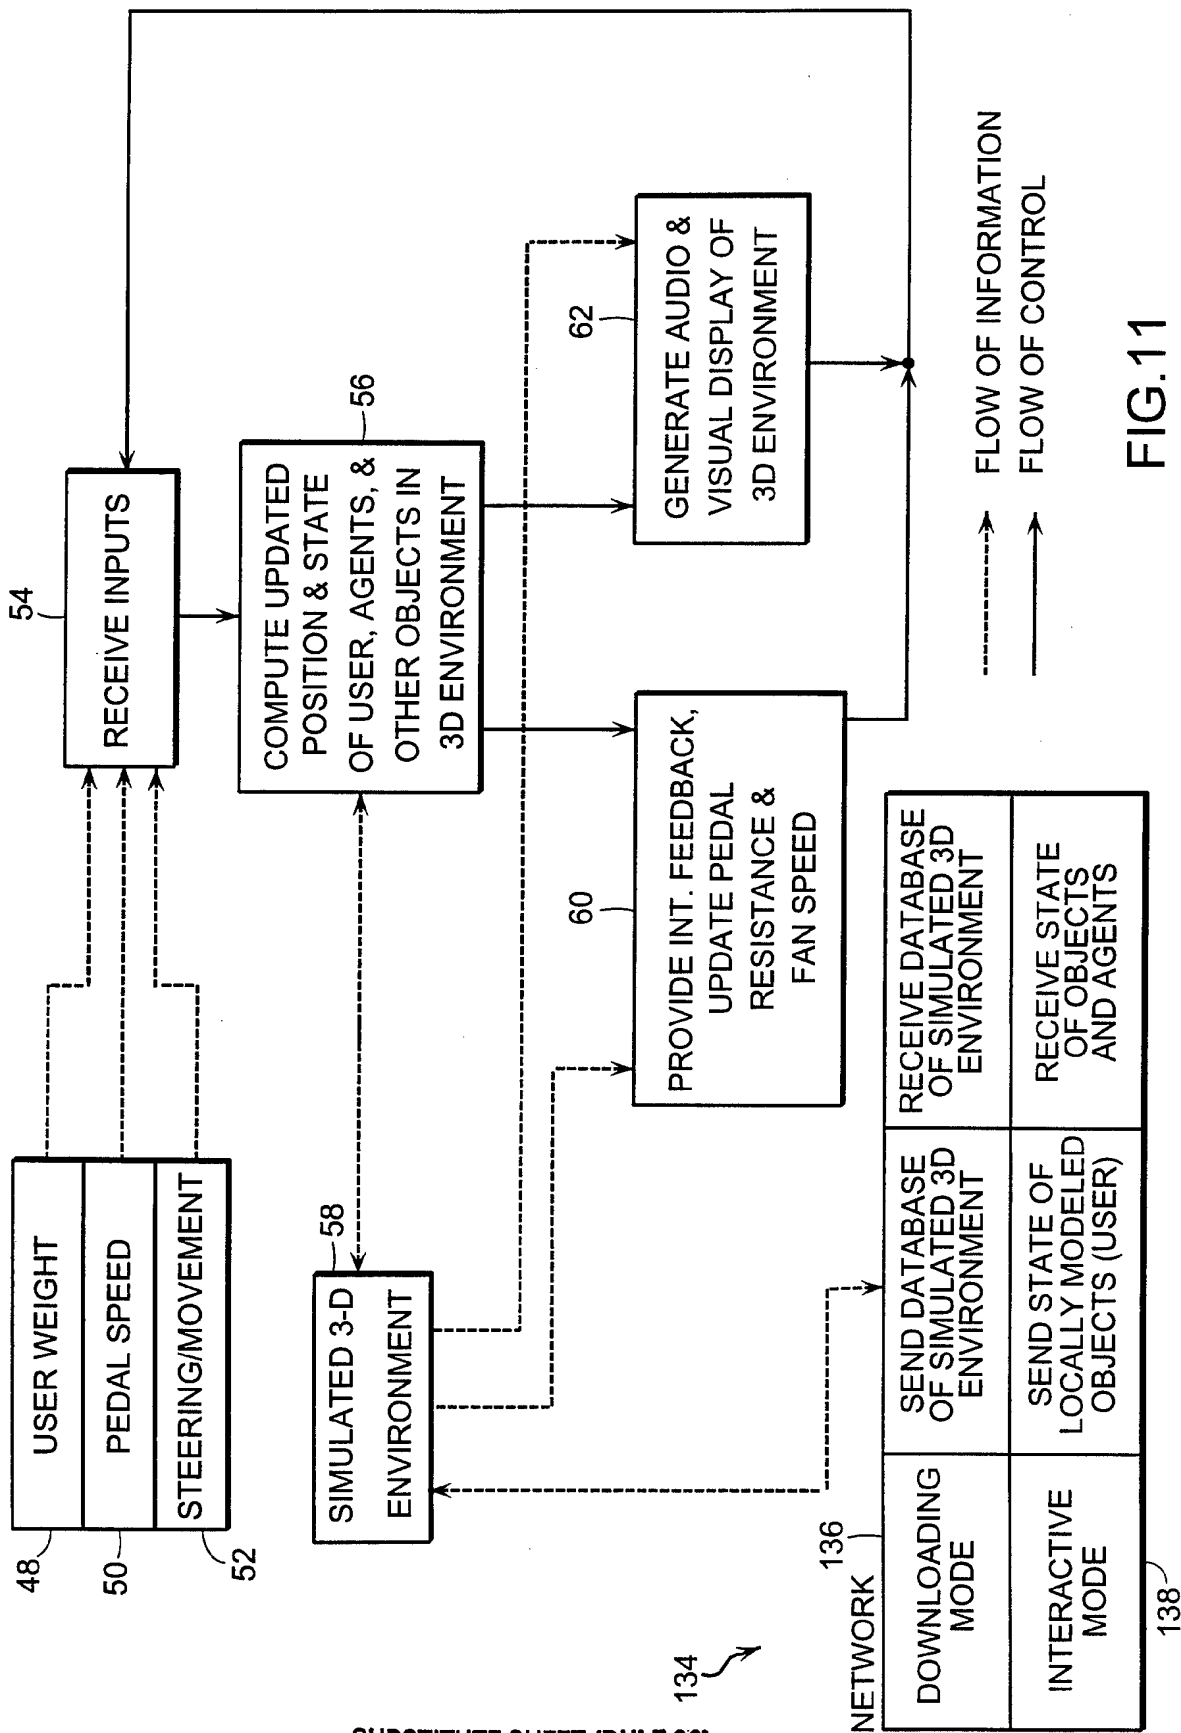 48
USER WEIGHT
50
PEDAL SPEED
52
STEERING/MOVEMENT
54
RECEIVE INPUTS
56
COMPUTE UPDATED
POSITION & STATE
OF USER, AGENTS, &
OTHER OBJECTS IN
3D ENVIRONMENT
58
SIMULATED 3-D
ENVIRONMENT
60
PROVIDE INT. FEEDBACK,
UPDATE PEDAL
RESISTANCE &
FAN SPEED
62
GENERATE AUDIO &
VISUAL DISPLAY OF
3D ENVIRONMENT
134
NETWORK
136
DOWNLOADING
MODE
SEND DATABASE
OF SIMULATED 3D
ENVIRONMENT
RECEIVE DATABASE
OF SIMULATED 3D
ENVIRONMENT
INTERACTIVE
MODE
SEND STATE OF
LOCALLY MODELED
OBJECTS (USER)
RECEIVE STATE
OF OBJECTS
AND AGENTS
138
FLOW OF INFORMATION
FLOW OF CONTROL
FIG.11